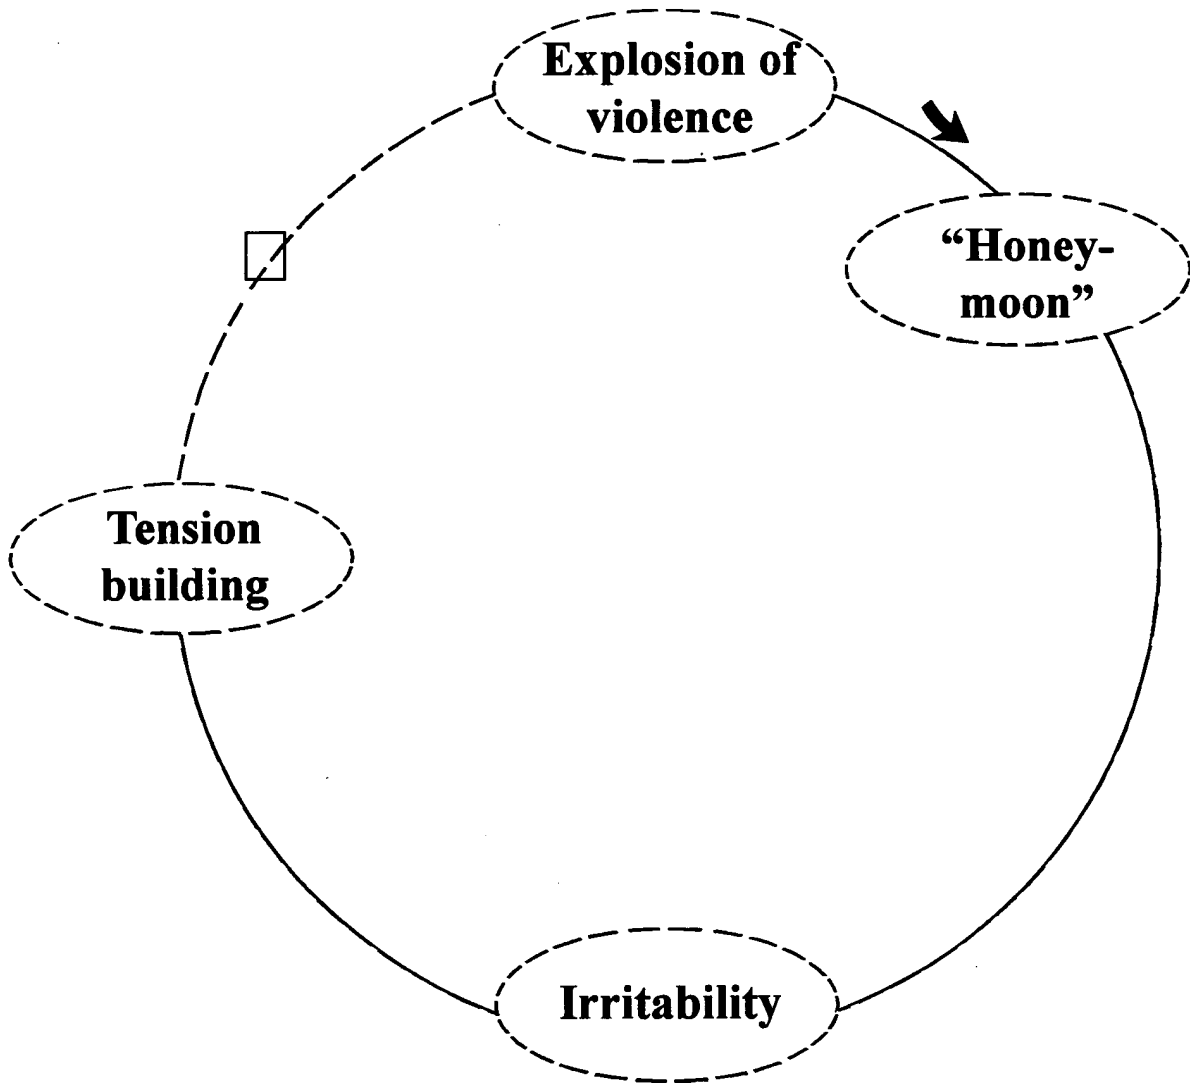 Explosion of
violence
“Honey-
moon”
Tension
building
Irritability